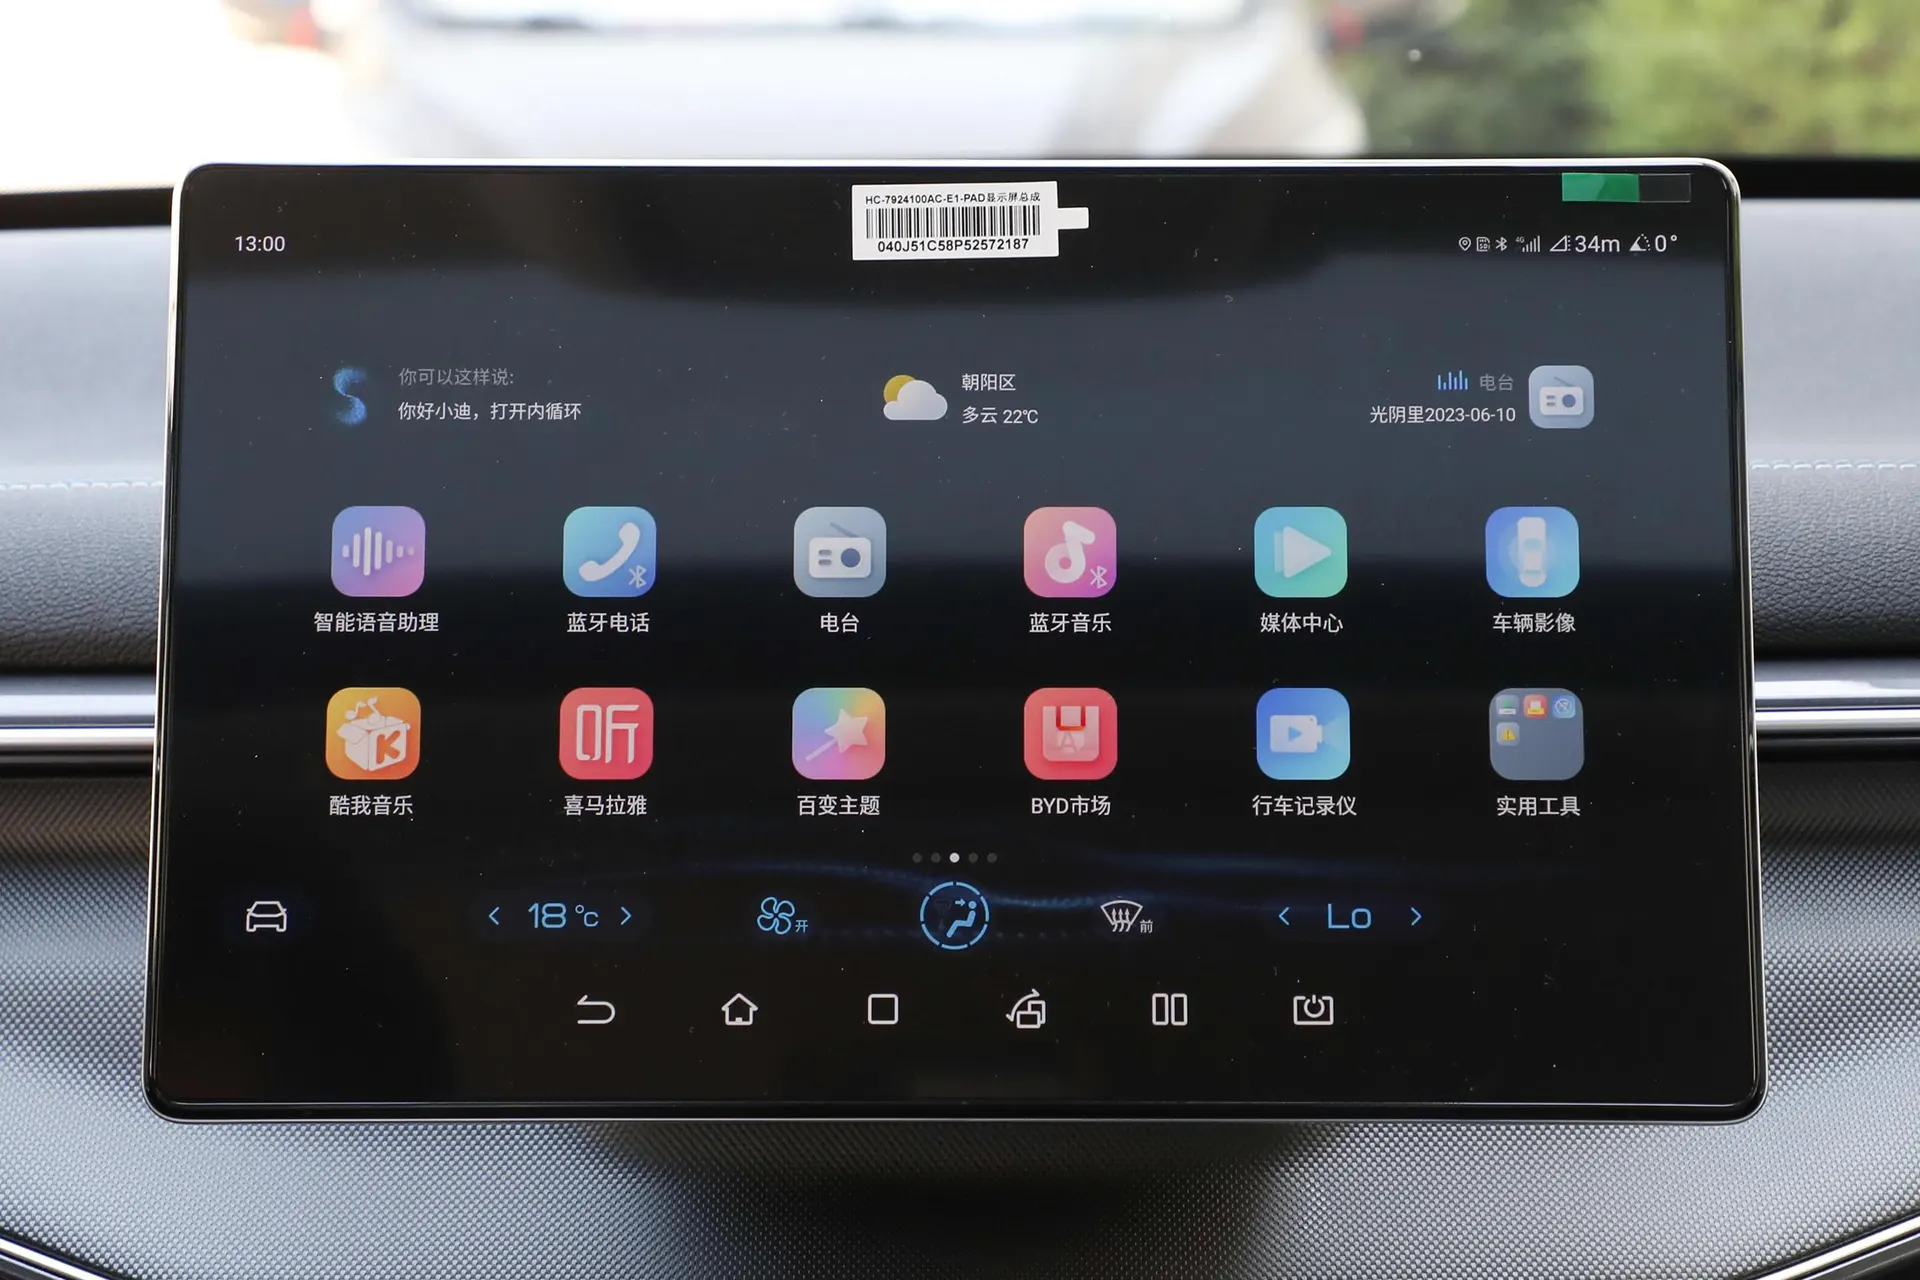 HC-7924100AC-E1-PAD显示屏总成
040J51C58P52572187
13:00
4G
34m
0°
你可以这样说:
你好小迪，打开内循环
朝阳区
多云 22℃
电台
光阴里2023-06-10
智能语音助理
蓝牙电话
电台
蓝牙音乐
媒体中心
车辆影像
K
听
A
酷我音乐
喜马拉雅
百变主题
BYD市场
行车记录仪
实用工具
18℃
开
前
Lo